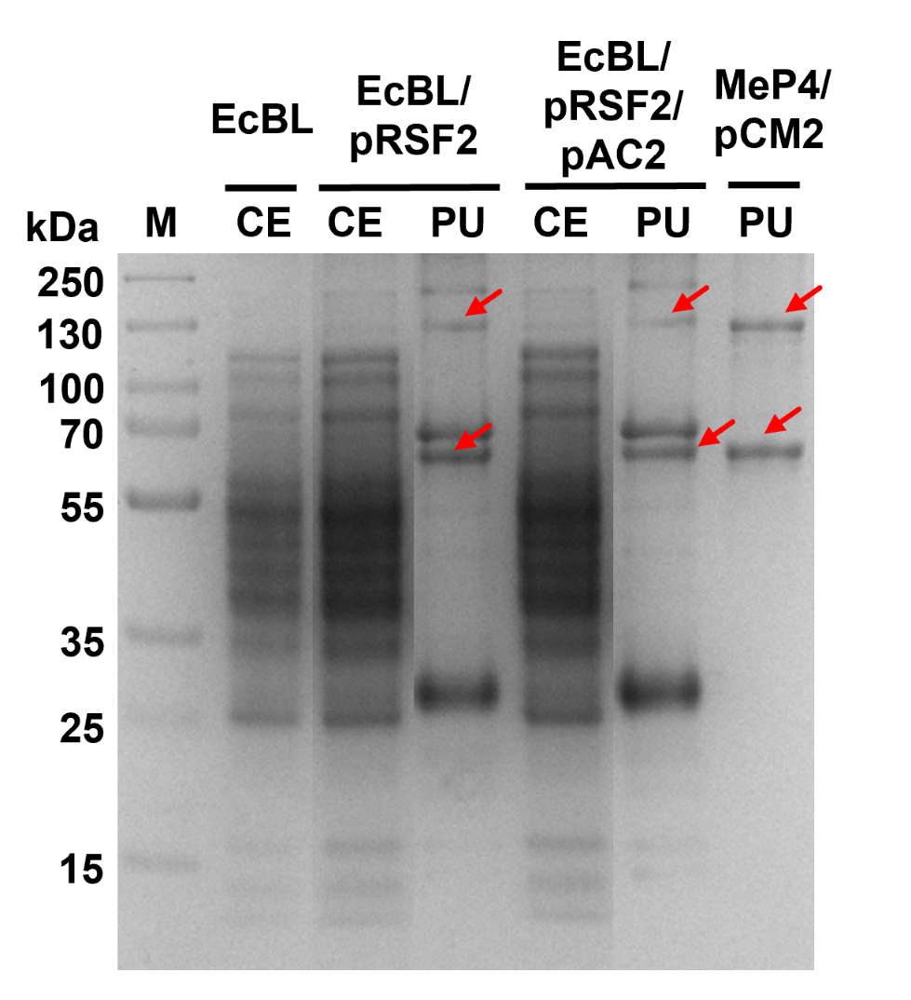 EcBL
EcBL/
pRSF2
EcBL/
pRSF2/
pAC2
MeP4/
pCM2
kDa
M
CE
CE
PU
CE
PU
PU
250
130
100
70
55
35
25
15